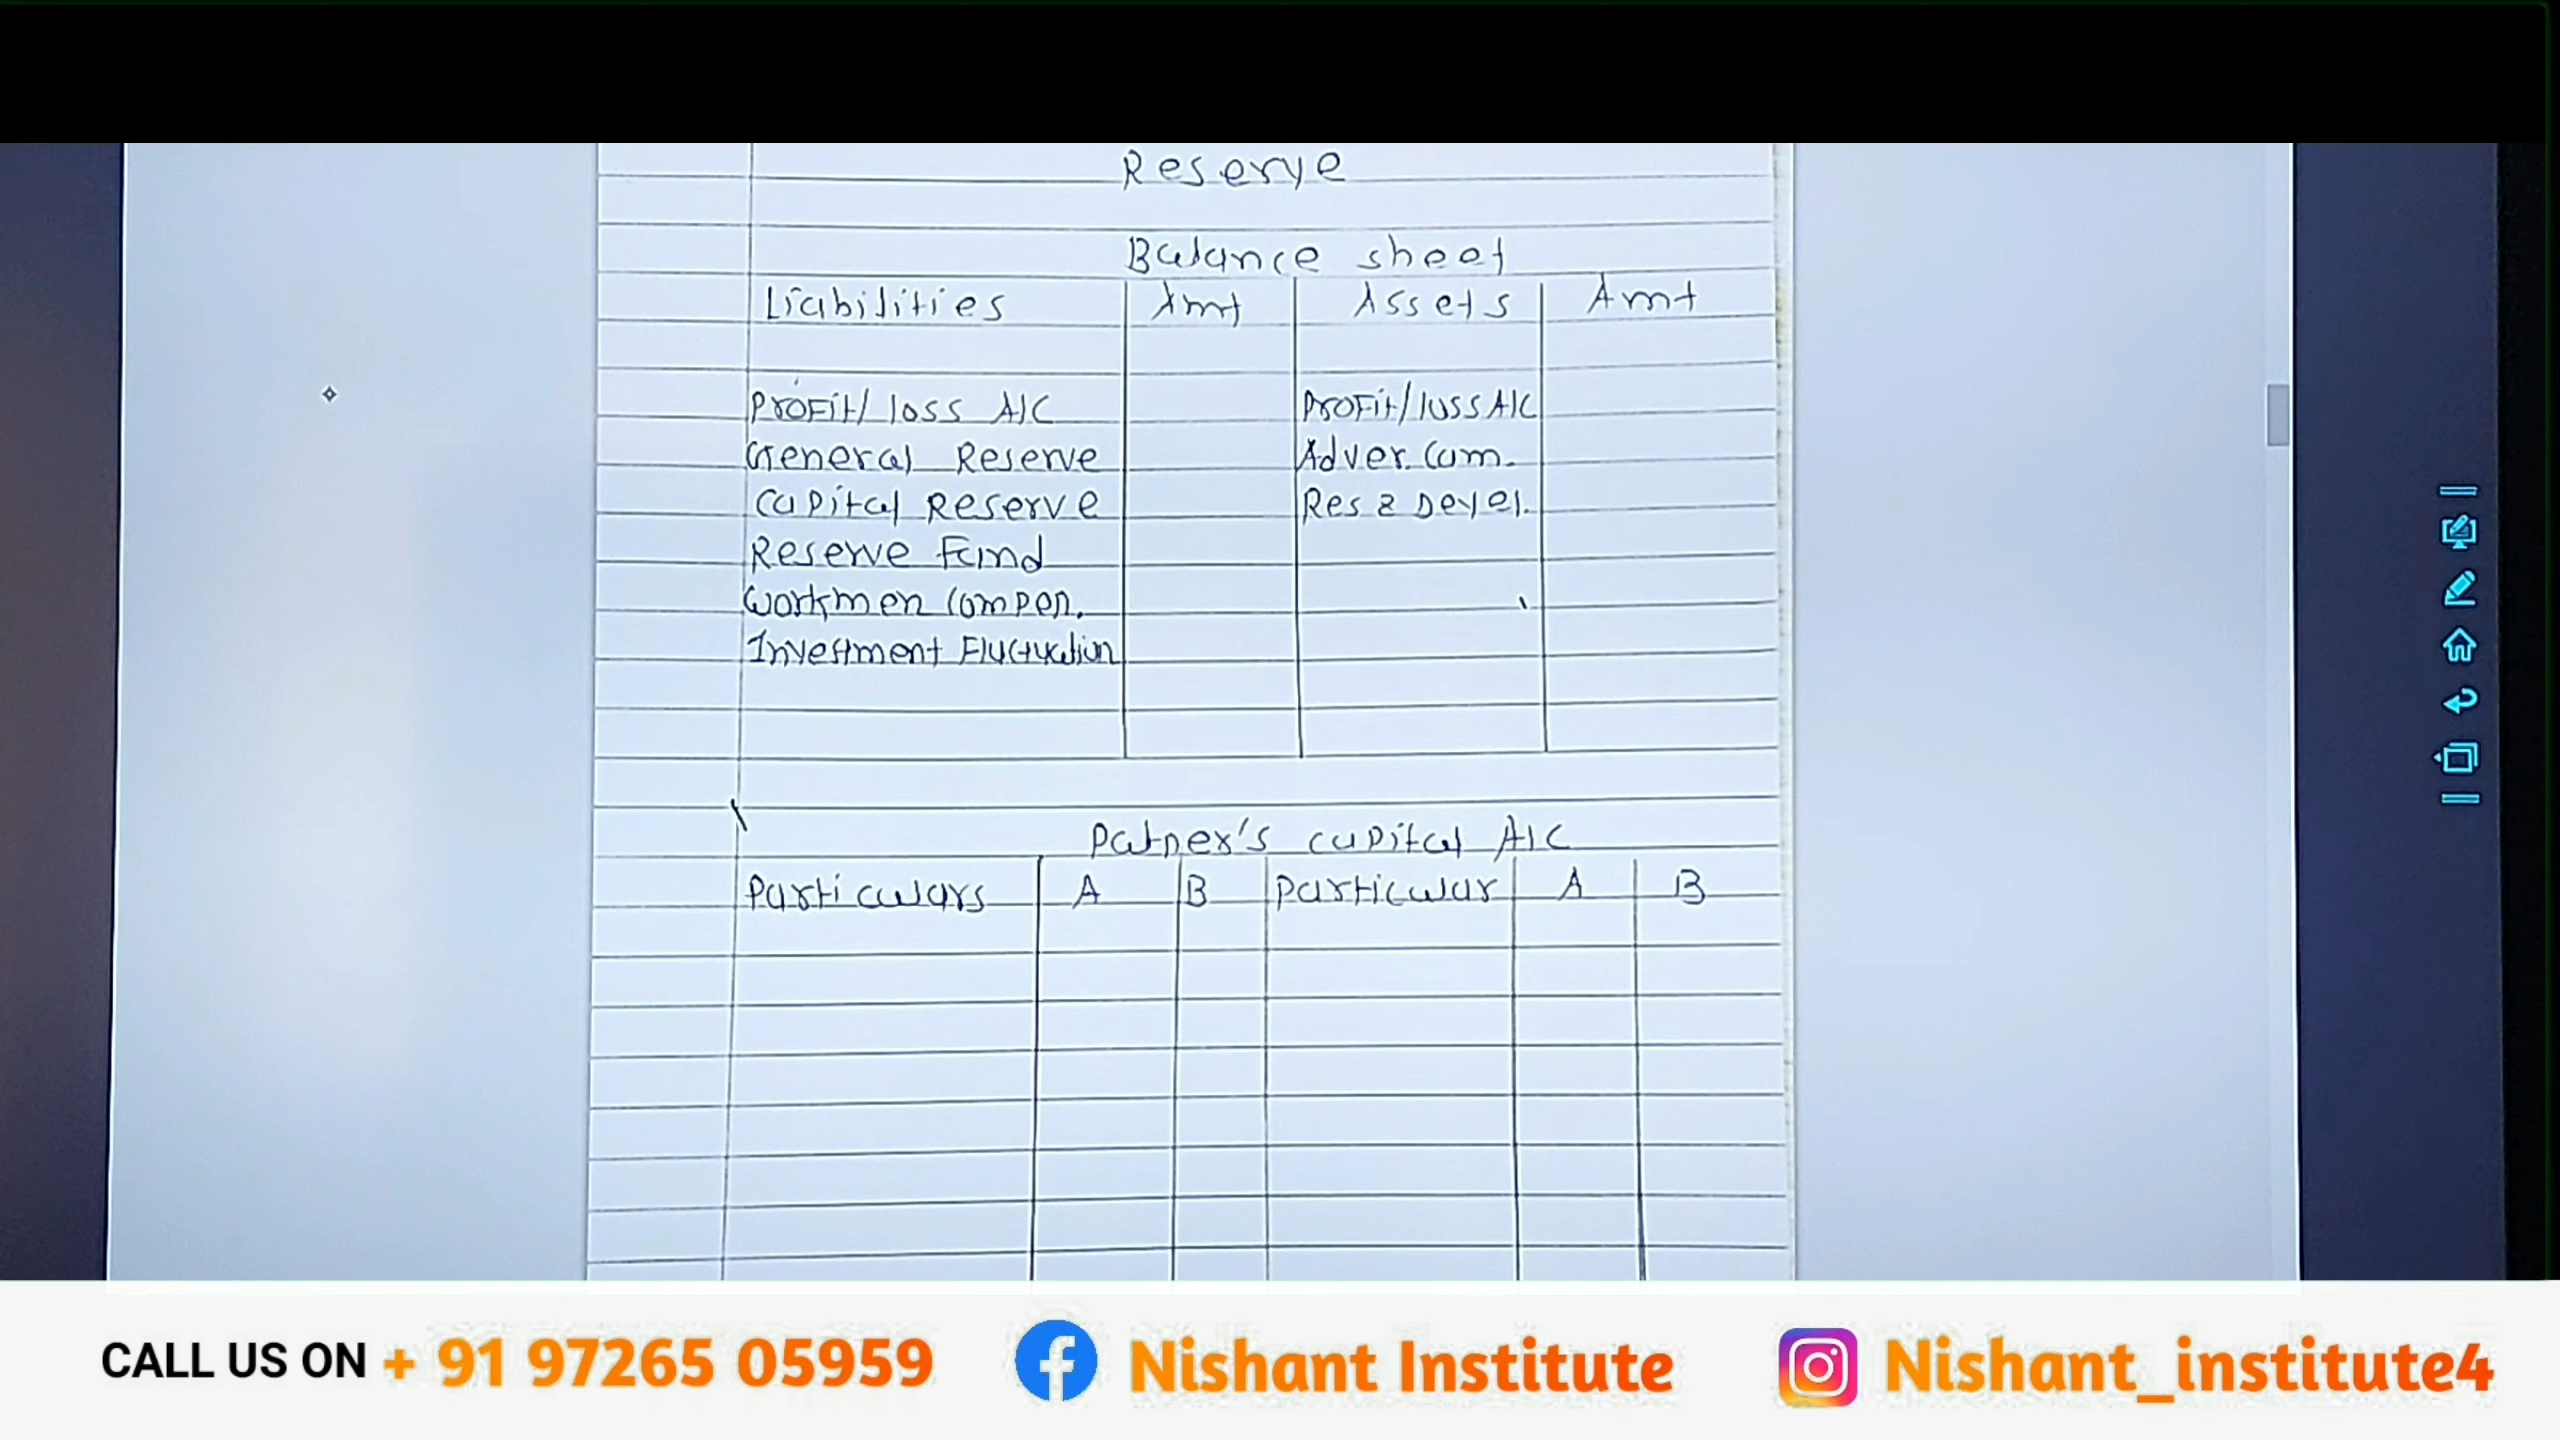 Reserve
Balance sheet
Liabilities Amt Assets Amt
Profit/loss A/C Profit/loss A/C
General Reserve Adver. Cam.
Capital Reserve Res & Devel.
Reserve Fund
Workmen Compen.
Investment Fluctuation
Patner's capital A/C
Particulars A B Particular A B
CALL US ON + 91 97265 05959 Nishant Institute Nishant_institute4